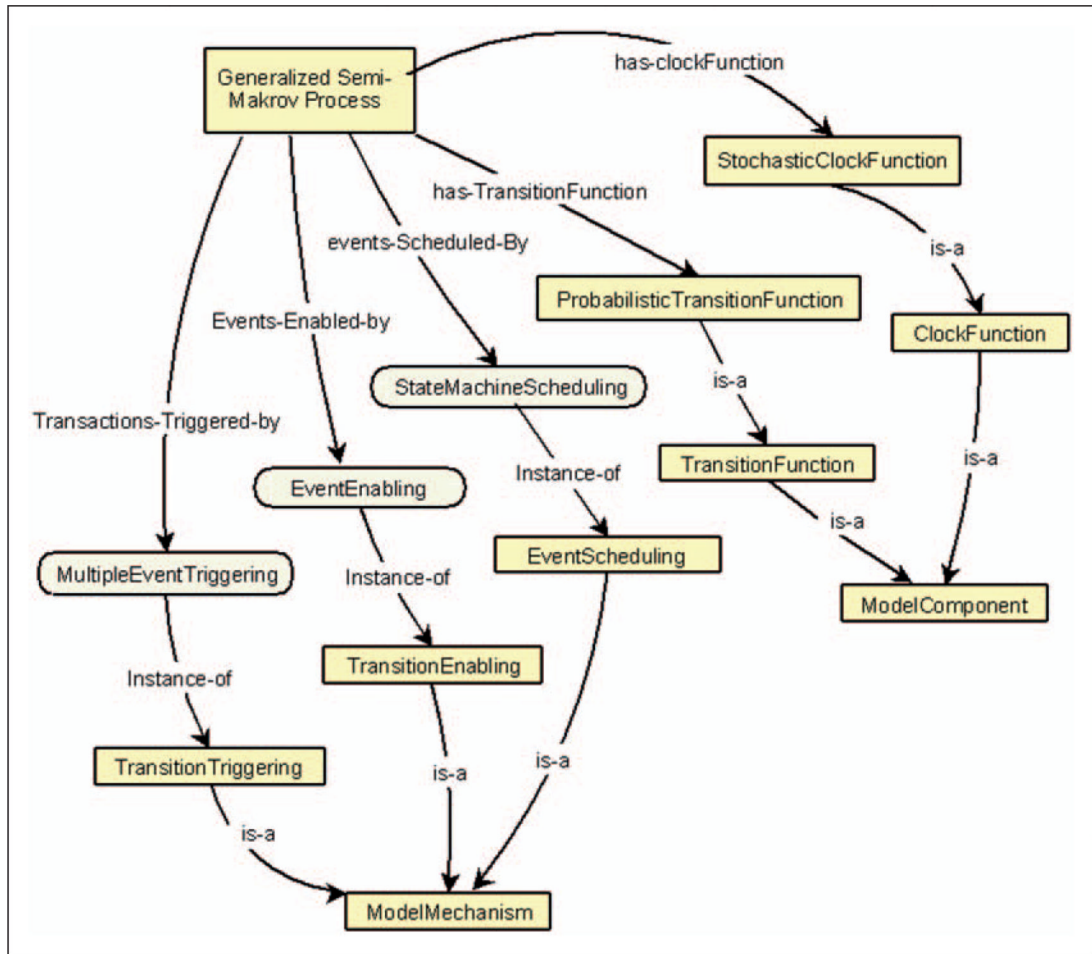 Generalized Semi-
Makrov Process
has-clockFunction
StochasticClockFunction
has-TransitionFunction
events-Scheduled-By
is-a
ProbabilisticTransitionFunction
Events-Enabled-by
ClockFunction
StateMachineScheduling
is-a
Transactions-Triggered-by
TransitionFunction
is-a
Instance-of
EventEnabling
is-a
EventScheduling
MultipleEventTriggering
Instance-of
ModelComponent
TransitionEnabling
Instance-of
TransitionTriggering
is-a
is-a
is-a
ModelMechanism